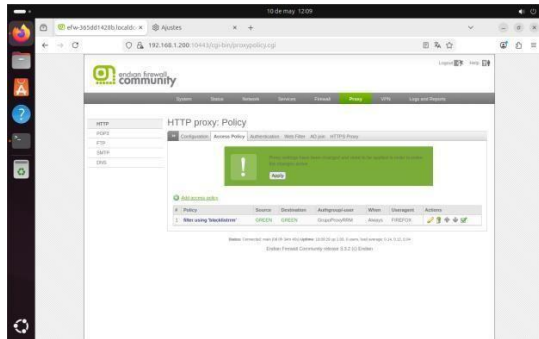 10 de may 12:09
efw-365dd1428b.localdo
Ajustes
192.168.1.200:10443/cgi-bin/proxypolicy.cgi
Logout Help
endian firewall
community
System Status Network Services Firewall Proxy VPN Logs and Reports
HTTP
POP3
FTP
SMTP
DNS
HTTP proxy: Policy
Configuration Access Policy Authentication Web Filter AD join HTTPS Proxy
Apply
Add access policy
# Policy Source Destination Authgroup/-user When Useragent Actions
1 filter using 'blacklistrrw' GREEN GREEN GrupoProxyRRW Always FIREFOX
Endian Firewall Community release 3.3.2 (c) Endian